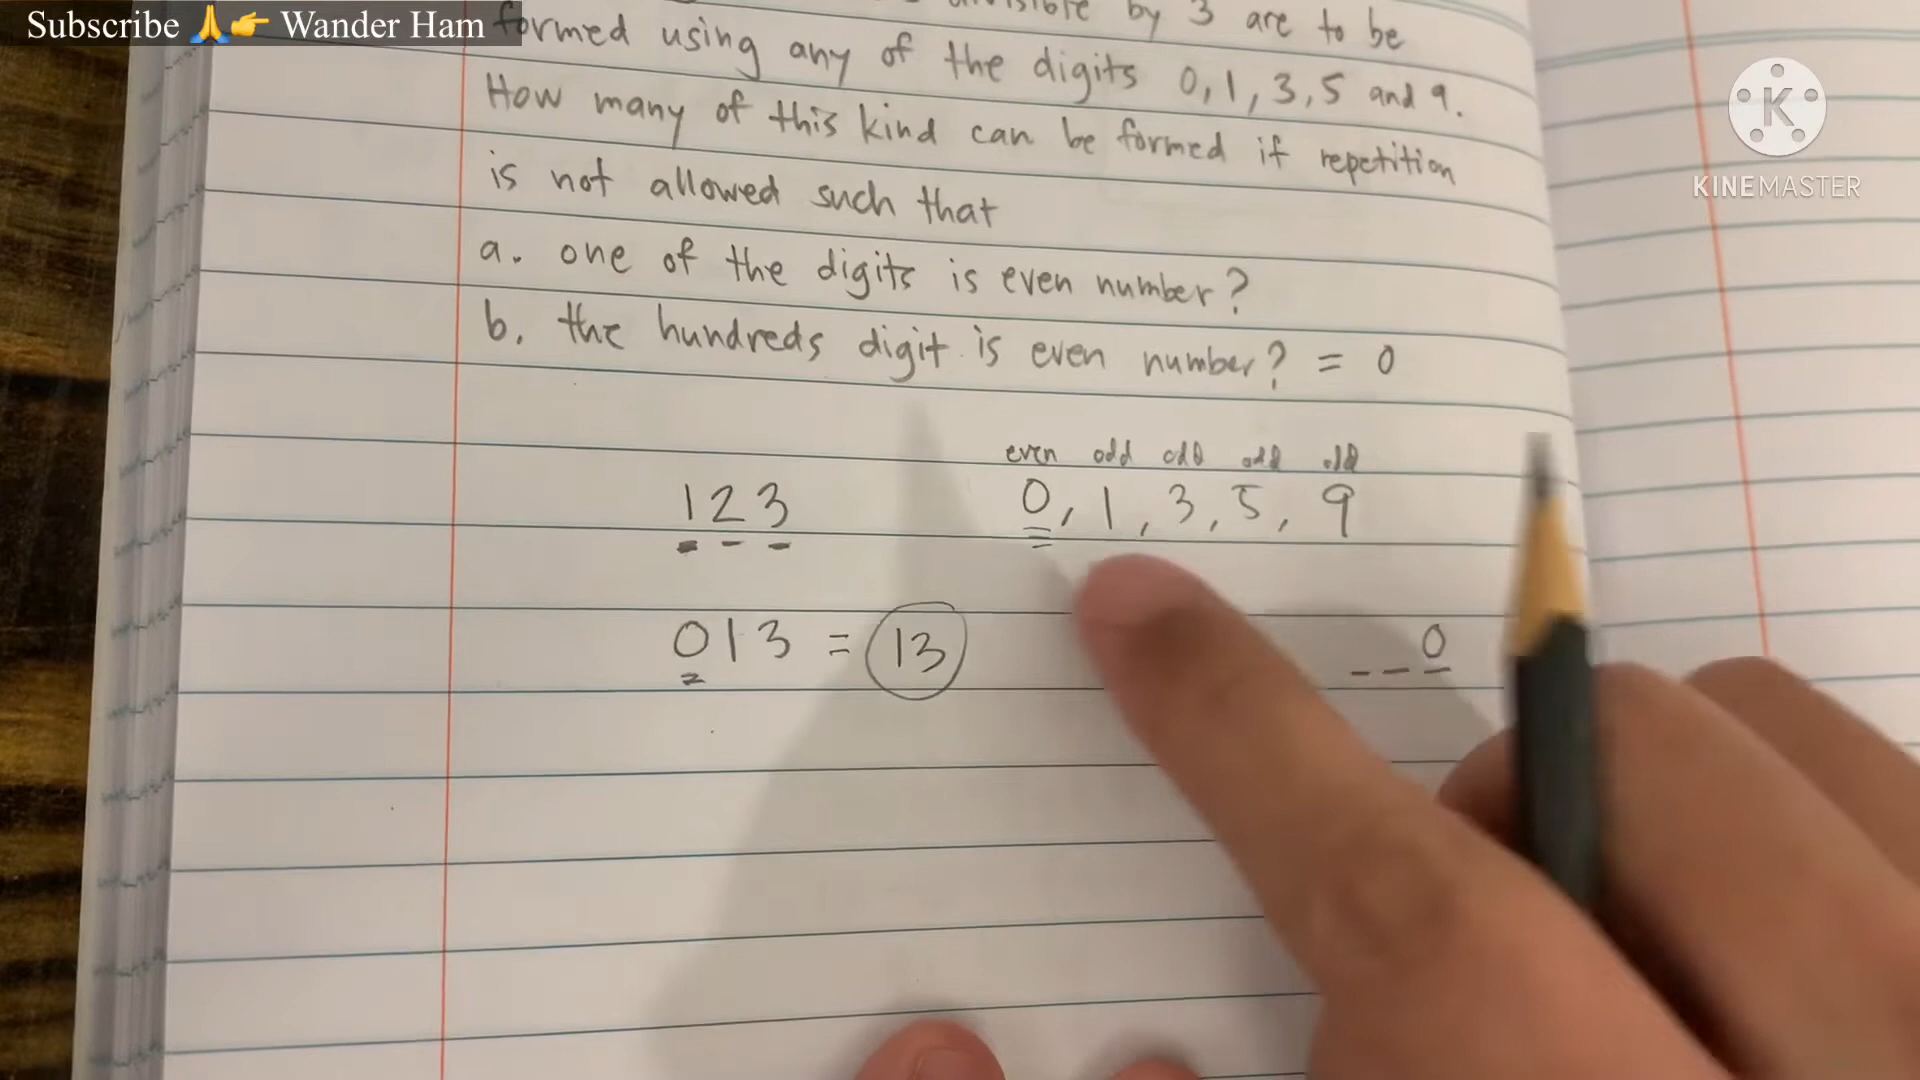 Subscribe 🙏👉 Wander Ham
by 3 are to be
formed using any of the digits 0, 1, 3, 5 and 9.
How many of this kind can be formed if repetition
is not allowed such that
a. one of the digits is even number?
b. the hundreds digit is even number? = 0
even odd odd odd odd
123 0, 1, 3, 5, 9
013 = 13 _ _ 0
KINEMASTER